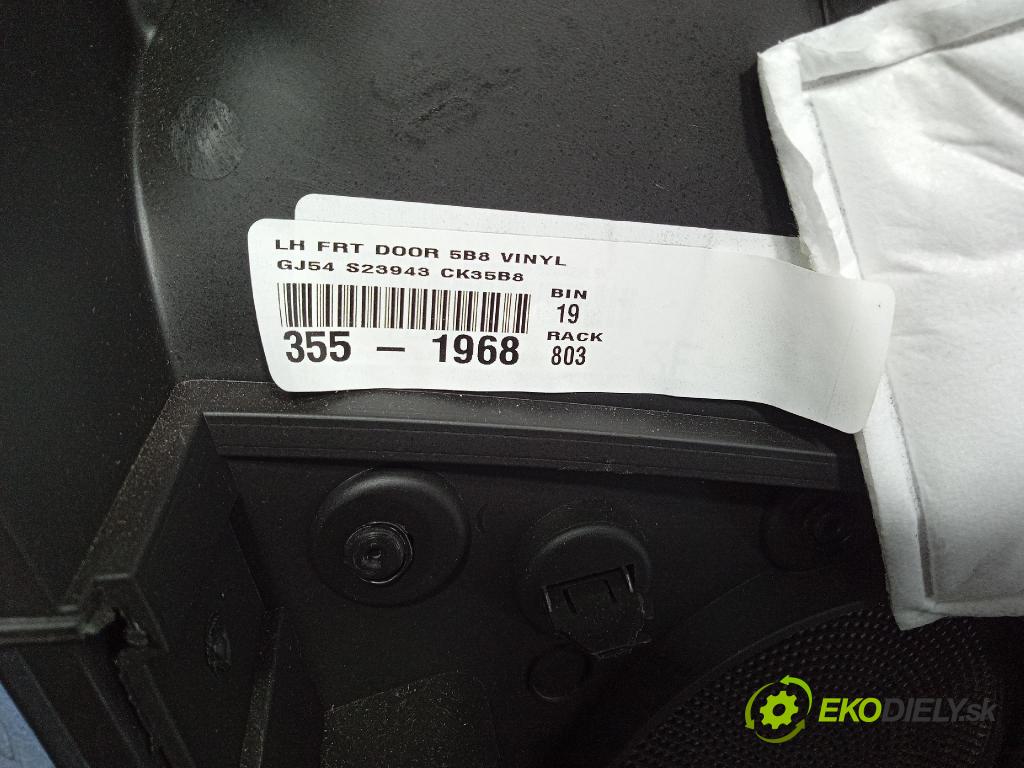 LH FRT DOOR 5B8 VINYL
GJ54 S23943 CK35B8
BIN
19
355 – 1968
RACK
803
EKODIELY.sk